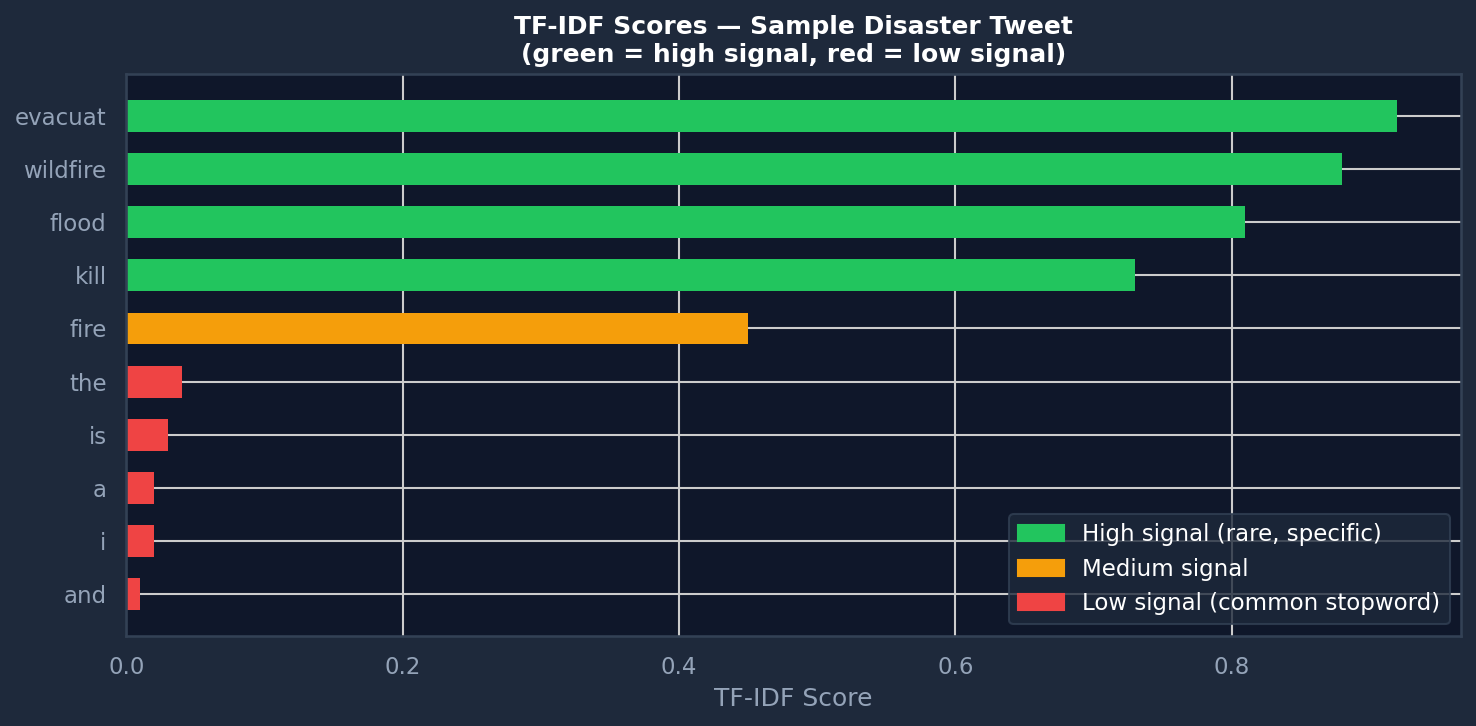 TF-IDF Scores — Sample Disaster Tweet
(green = high signal, red = low signal)
evacuat
wildfire
flood
kill
fire
the
is
a
i
and
High signal (rare, specific)
Medium signal
Low signal (common stopword)
0.0 0.2 0.4 0.6 0.8
TF-IDF Score